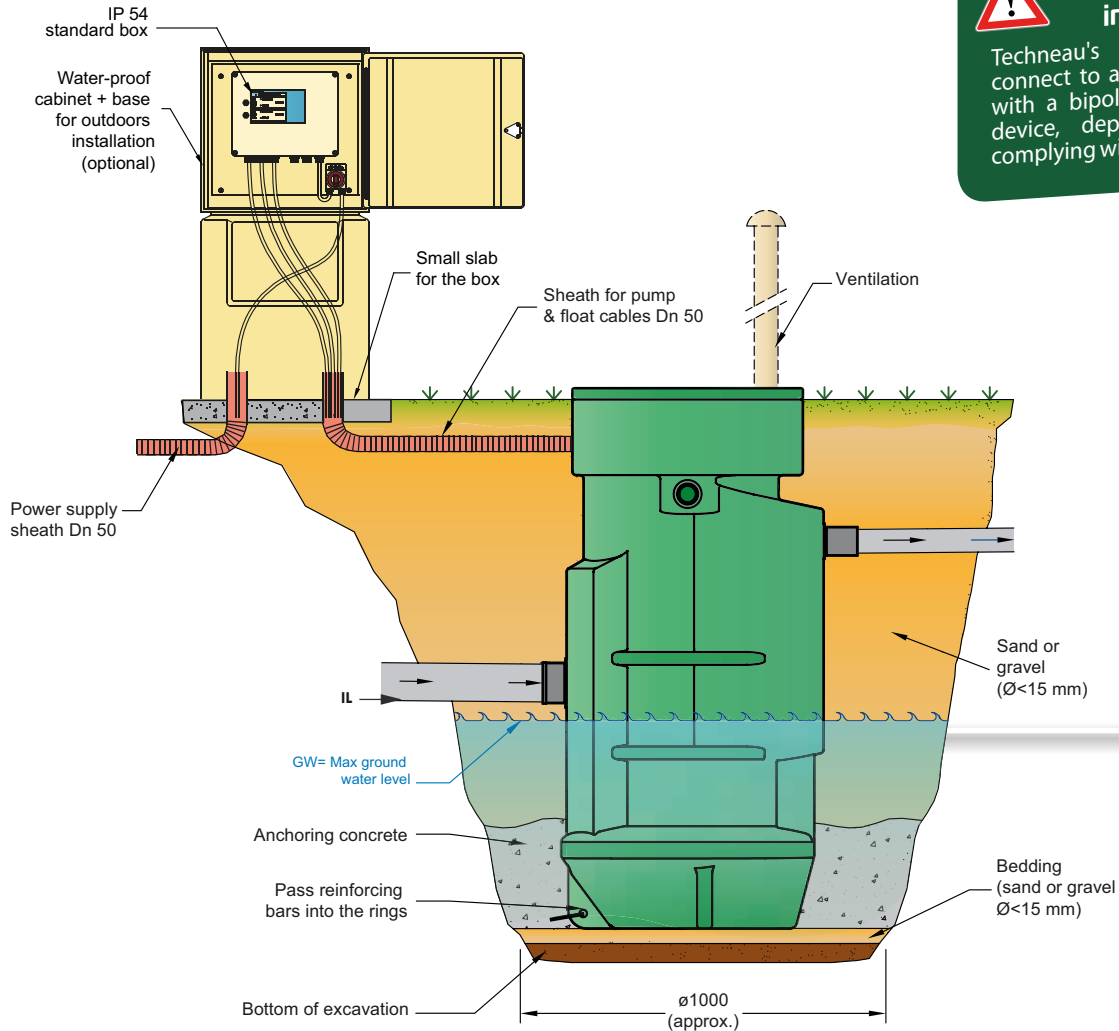 IP 54
standard box
Water-proof
cabinet + base
for outdoors
installation
(optional)
Techneau's
connect to a
with a bipol
device, dep
complying wi
Small slab
for the box
Sheath for pump
& float cables Dn 50
Ventilation
Power supply
sheath Dn 50
Sand or
gravel
(Ø<15 mm)
IL
GW= Max ground
water level
Anchoring concrete
Pass reinforcing
bars into the rings
Bedding
(sand or gravel
Ø<15 mm)
Bottom of excavation
ø1000
(approx.)